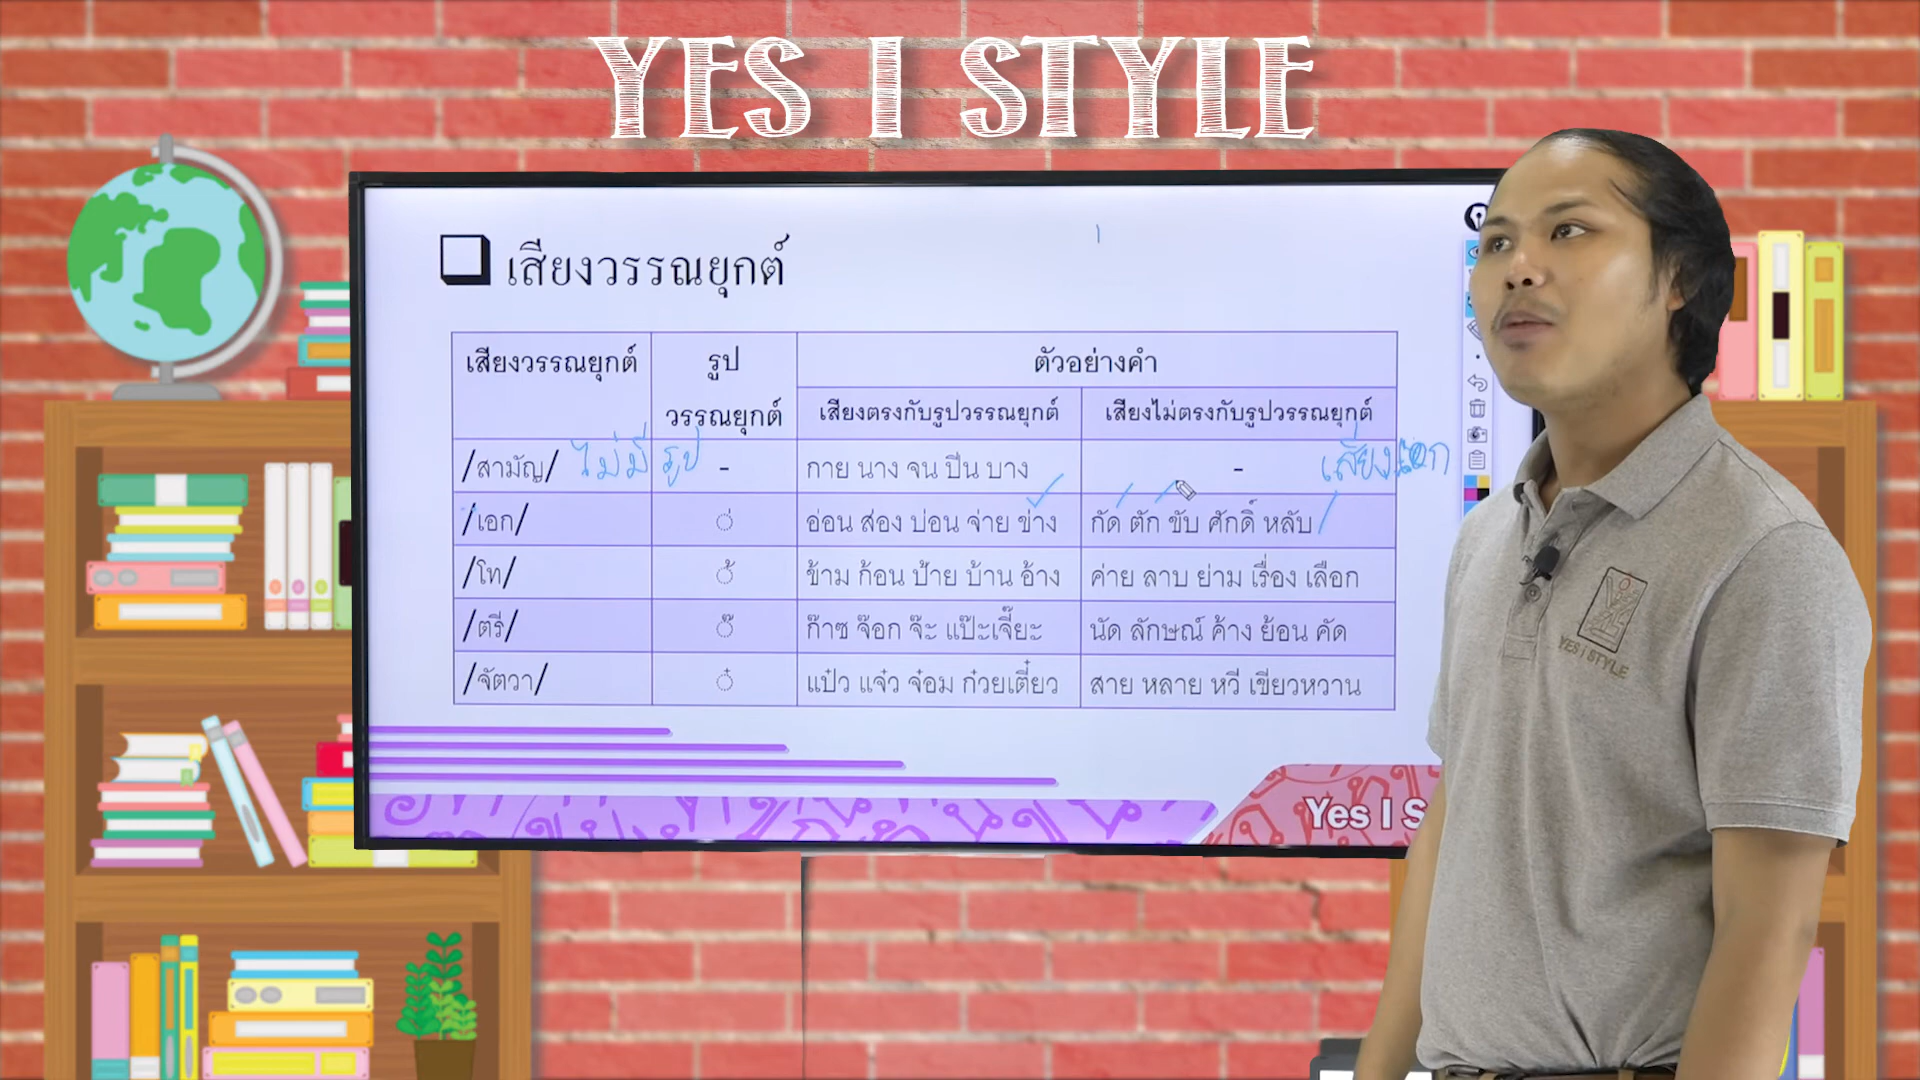 YES I STYLE
เสียงวรรณยุกต์
เสียงวรรณยุกต์ รูปวรรณยุกต์ ตัวอย่างคำ
เสียงตรงกับรูปวรรณยุกต์ เสียงไม่ตรงกับรูปวรรณยุกต์
/สามัญ/ ไม่มีรูป - กาย นาง จน ปีน บาง - เสียงเอก
/เอก/ ่ อ่อน ส่อง บ่อน จ่าย ข่าง กัด ตัก ขับ ศักดิ์ หลับ
/โท/ ้ ข้าม ก้อน ป้าย บ้าน อ้าง ค่าย ลาบ ย่าม เรื่อง เลือก
/ตรี/ ๊ ก๊าซ จ๊อก จ๊ะ แป๊ะเจี๊ยะ นัด ลักษณ์ ค้าง ย้อน คัด
/จัตวา/ ๋ แป๋ว แจ๋ว จ๋อม ก๋วยเตี๋ยว สาย หลาย หวี เขียวหวาน
Yes I S
YES I STYLE